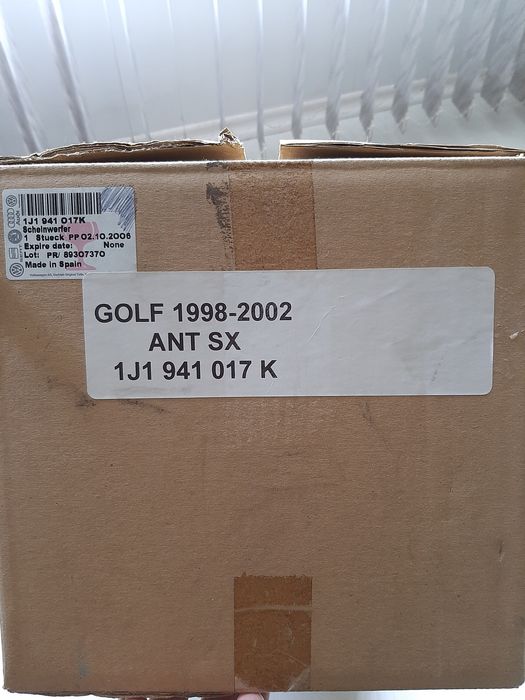 1J1 941 017K
Scheinwerfer
1 Stueck PP 02.10.2006
Expire date: None
Lot: PR/ 89307370
Made in Spain
GOLF 1998-2002
ANT SX
1J1 941 017 K